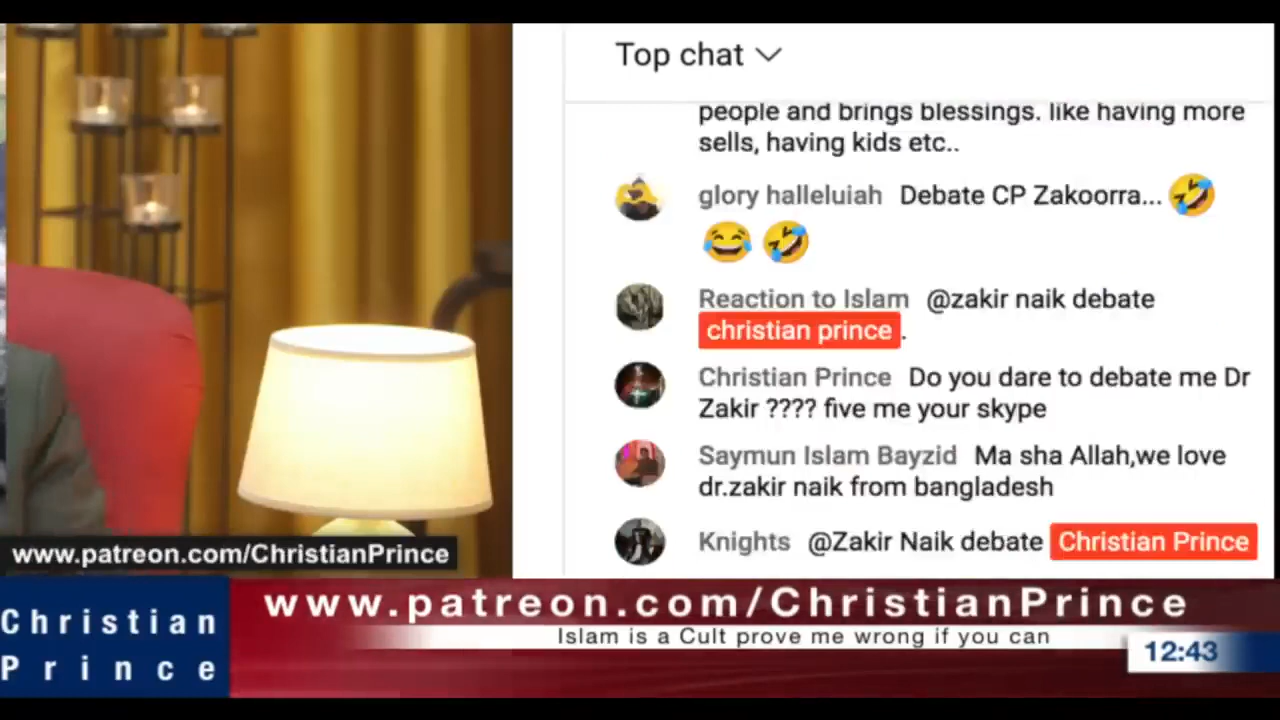 Top chat
people and brings blessings. like having more
sells, having kids etc..
glory halleluiah Debate CP Zakoorra... 🤣
😂 🤣
Reaction to Islam @zakir naik debate
christian prince.
Christian Prince Do you dare to debate me Dr
Zakir ???? five me your skype
Saymun Islam Bayzid Ma sha Allah,we love
dr.zakir naik from bangladesh
Knights @Zakir Naik debate Christian Prince
www.patreon.com/ChristianPrince
Christian
Prince
www.patreon.com/ChristianPrince
Islam is a Cult prove me wrong if you can
12:43